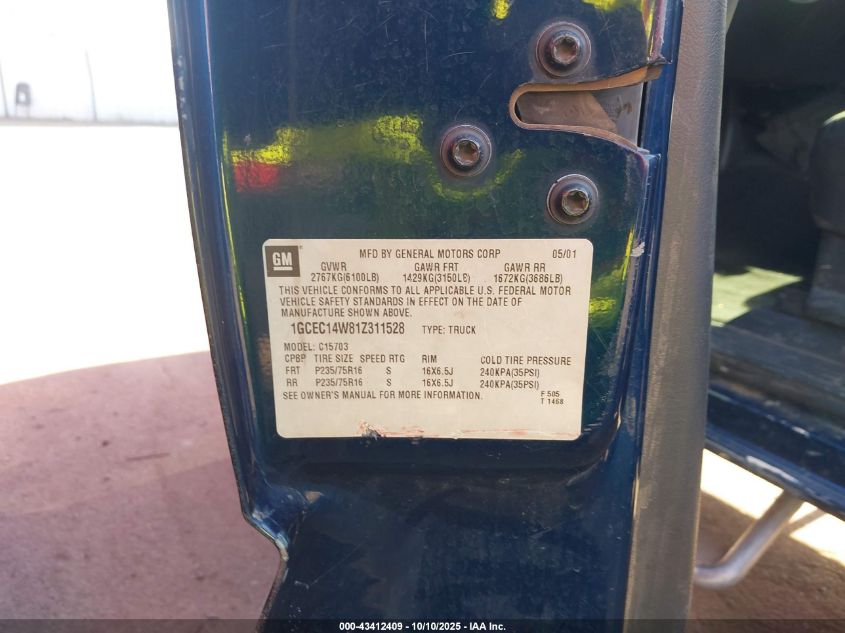 GM
MFD BY GENERAL MOTORS CORP 05/01
GVWR GAWR FRT GAWR RR
2767KG(6100LB) 1429KG(3150LB) 1672KG(3686LB)
THIS VEHICLE CONFORMS TO ALL APPLICABLE U.S. FEDERAL MOTOR
VEHICLE SAFETY STANDARDS IN EFFECT ON THE DATE OF
MANUFACTURE SHOWN ABOVE.
1GCEC14W81Z311528 TYPE: TRUCK
MODEL: C15703
CPBP TIRE SIZE SPEED RTG RIM COLD TIRE PRESSURE
FRT P235/75R16 S 16X6.5J 240KPA(35PSI)
RR P235/75R16 S 16X6.5J 240KPA(35PSI)
SEE OWNER'S MANUAL FOR MORE INFORMATION. F 505
T 1468
000-43412409 - 10/10/2025 - IAA Inc.